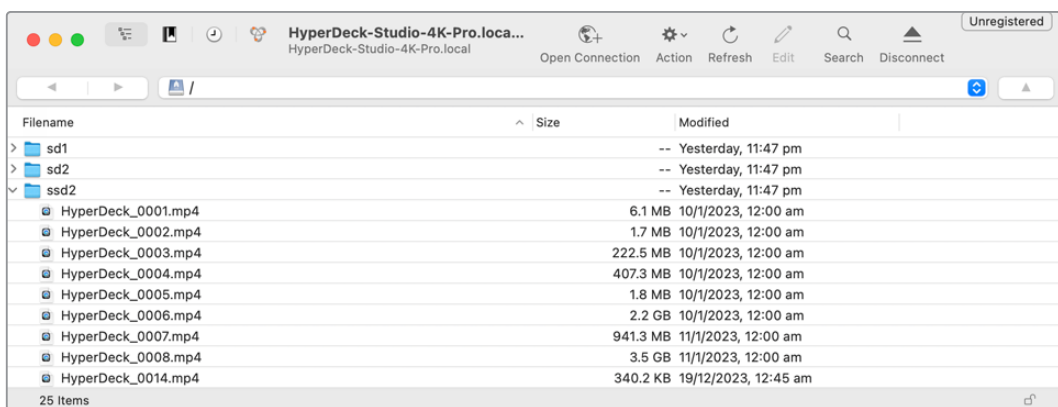 Unregistered
HyperDeck-Studio-4K-Pro.loca...
HyperDeck-Studio-4K-Pro.local
Open Connection Action Refresh Edit Search Disconnect
/
Filename Size Modified
sd1 -- Yesterday, 11:47 pm
sd2 -- Yesterday, 11:47 pm
ssd2 -- Yesterday, 11:47 pm
HyperDeck_0001.mp4 6.1 MB 10/1/2023, 12:00 am
HyperDeck_0002.mp4 1.7 MB 10/1/2023, 12:00 am
HyperDeck_0003.mp4 222.5 MB 10/1/2023, 12:00 am
HyperDeck_0004.mp4 407.3 MB 10/1/2023, 12:00 am
HyperDeck_0005.mp4 1.8 MB 10/1/2023, 12:00 am
HyperDeck_0006.mp4 2.2 GB 10/1/2023, 12:00 am
HyperDeck_0007.mp4 941.3 MB 11/1/2023, 12:00 am
HyperDeck_0008.mp4 3.5 GB 11/1/2023, 12:00 am
HyperDeck_0014.mp4 340.2 KB 19/12/2023, 12:45 am
25 Items